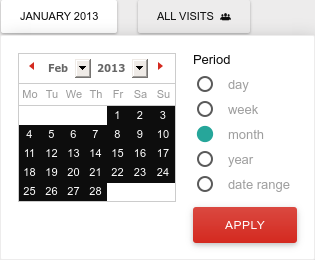 JANUARY 2013
ALL VISITS
Feb 2013
Mo Tu We Th Fr Sa Su
1 2 3
4 5 6 7 8 9 10
11 12 13 14 15 16 17
18 19 20 21 22 23 24
25 26 27 28
Period
day
week
month
year
date range
APPLY